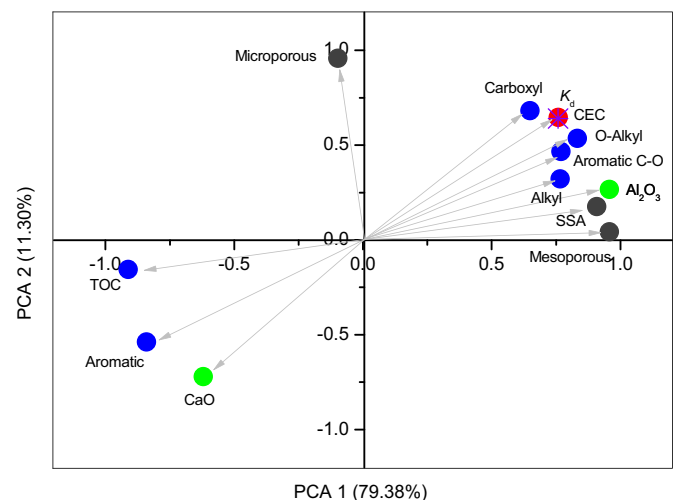 1.0
Microporous
Carboxyl
Kd
CEC
O-Alkyl
0.5
Aromatic C-O
Alkyl
Al2O3
SSA
0.0
Mesoporous
-1.0
-0.5
0.0
0.5
1.0
TOC
-0.5
Aromatic
CaO
-1.0
PCA 2 (11.30%)
PCA 1 (79.38%)